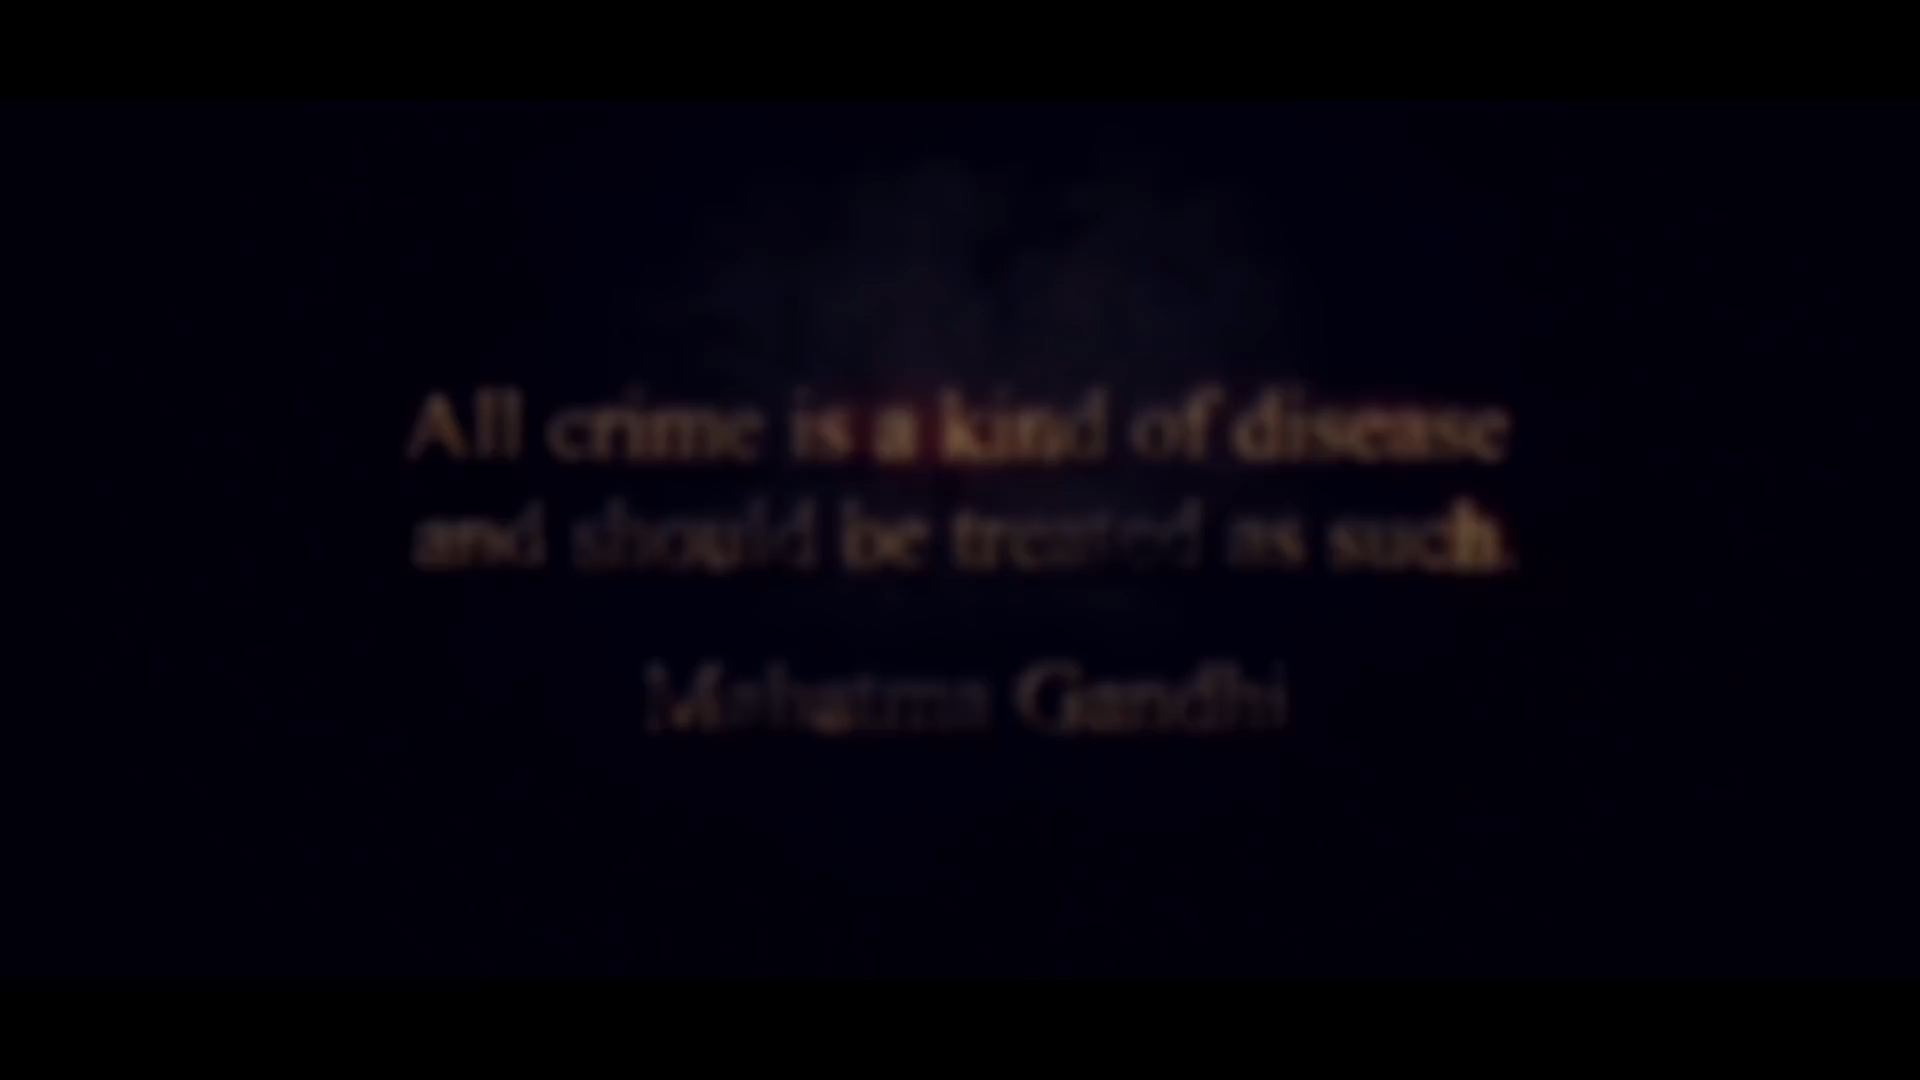 All crime is a kind of disease
and should be treated as such.
Mahatma Gandhi